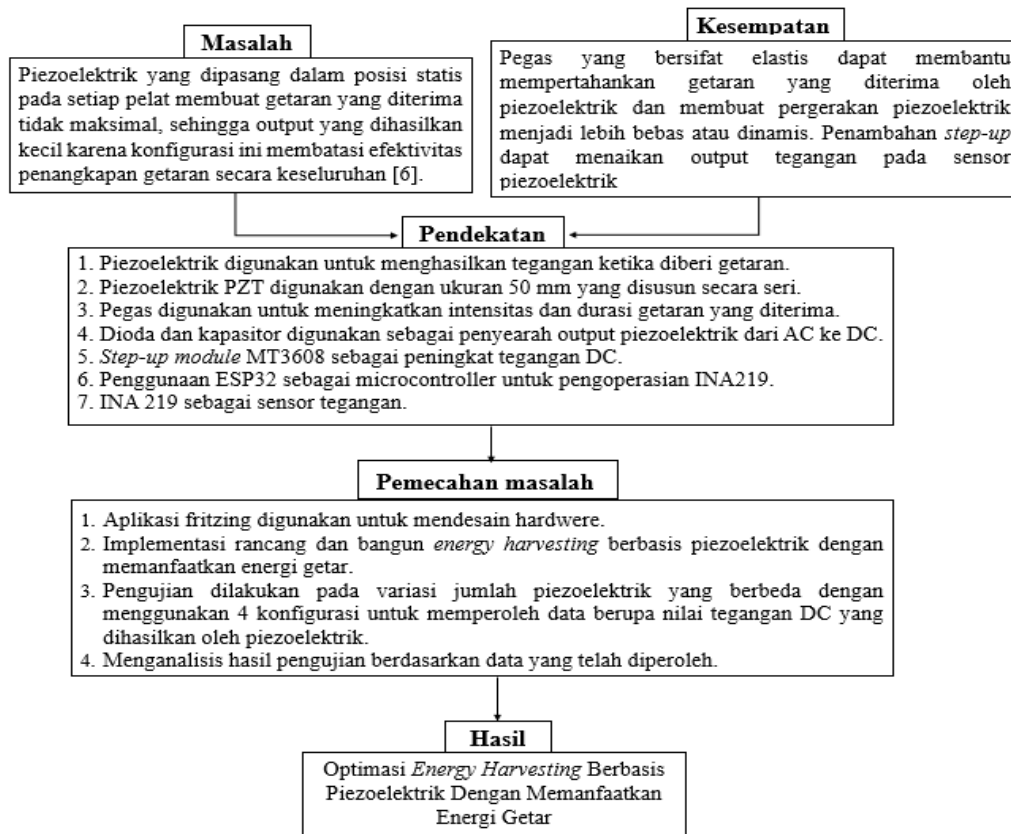 Masalah
Piezoelektrik yang dipasang dalam posisi statis
pada setiap pelat membuat getaran yang diterima
tidak maksimal, sehingga output yang dihasilkan
kecil karena konfigurasi ini membatasi efektivitas
penangkapan getaran secara keseluruhan [6].
Kesempatan
Pegas yang bersifat elastis dapat membantu
mempertahankan getaran yang diterima oleh
piezoelektrik dan membuat pergerakan piezoelektrik
menjadi lebih bebas atau dinamis. Penambahan step-up
dapat menaikan output tegangan pada sensor
piezoelektrik
Pendekatan
1. Piezoelektrik digunakan untuk menghasilkan tegangan ketika diberi getaran.
2. Piezoelektrik PZT digunakan dengan ukuran 50 mm yang disusun secara seri.
3. Pegas digunakan untuk meningkatkan intensitas dan durasi getaran yang diterima.
4. Dioda dan kapasitor digunakan sebagai penyearah output piezoelektrik dari AC ke DC.
5. Step-up module MT3608 sebagai peningkat tegangan DC.
6. Penggunaan ESP32 sebagai microcontroller untuk pengoperasian INA219.
7. INA 219 sebagai sensor tegangan.
Pemecahan masalah
1. Aplikasi fritzing digunakan untuk mendesain hardwere.
2. Implementasi rancang dan bangun energy harvesting berbasis piezoelektrik dengan
memanfaatkan energi getar.
3. Pengujian dilakukan pada variasi jumlah piezoelektrik yang berbeda dengan
menggunakan 4 konfigurasi untuk memperoleh data berupa nilai tegangan DC yang
dihasilkan oleh piezoelektrik.
4. Menganalisis hasil pengujian berdasarkan data yang telah diperoleh.
Hasil
Optimasi Energy Harvesting Berbasis
Piezoelektrik Dengan Memanfaatkan
Energi Getar